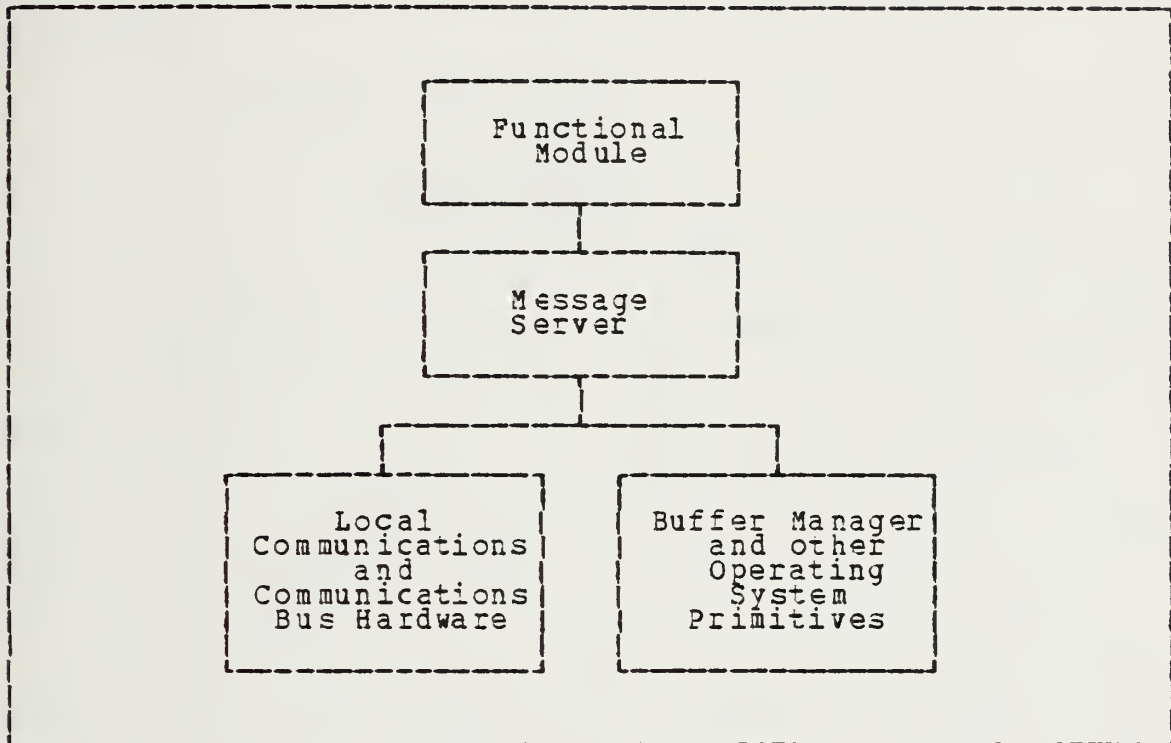 Functional
Module
Message
Server
Local
Communications
and
Communications
Bus Hardware
Buffer Manager
and other
Operating
System
Primitives